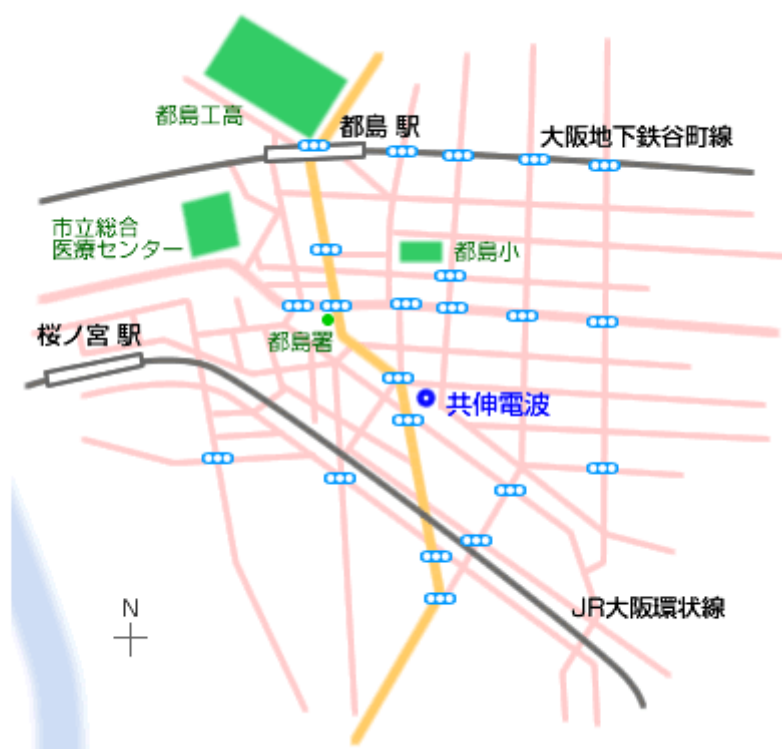 都島工高
都島 駅
大阪地下鉄谷町線
市立総合
医療センター
都島小
桜ノ宮 駅
都島署
共伸電波
N
JR大阪環状線